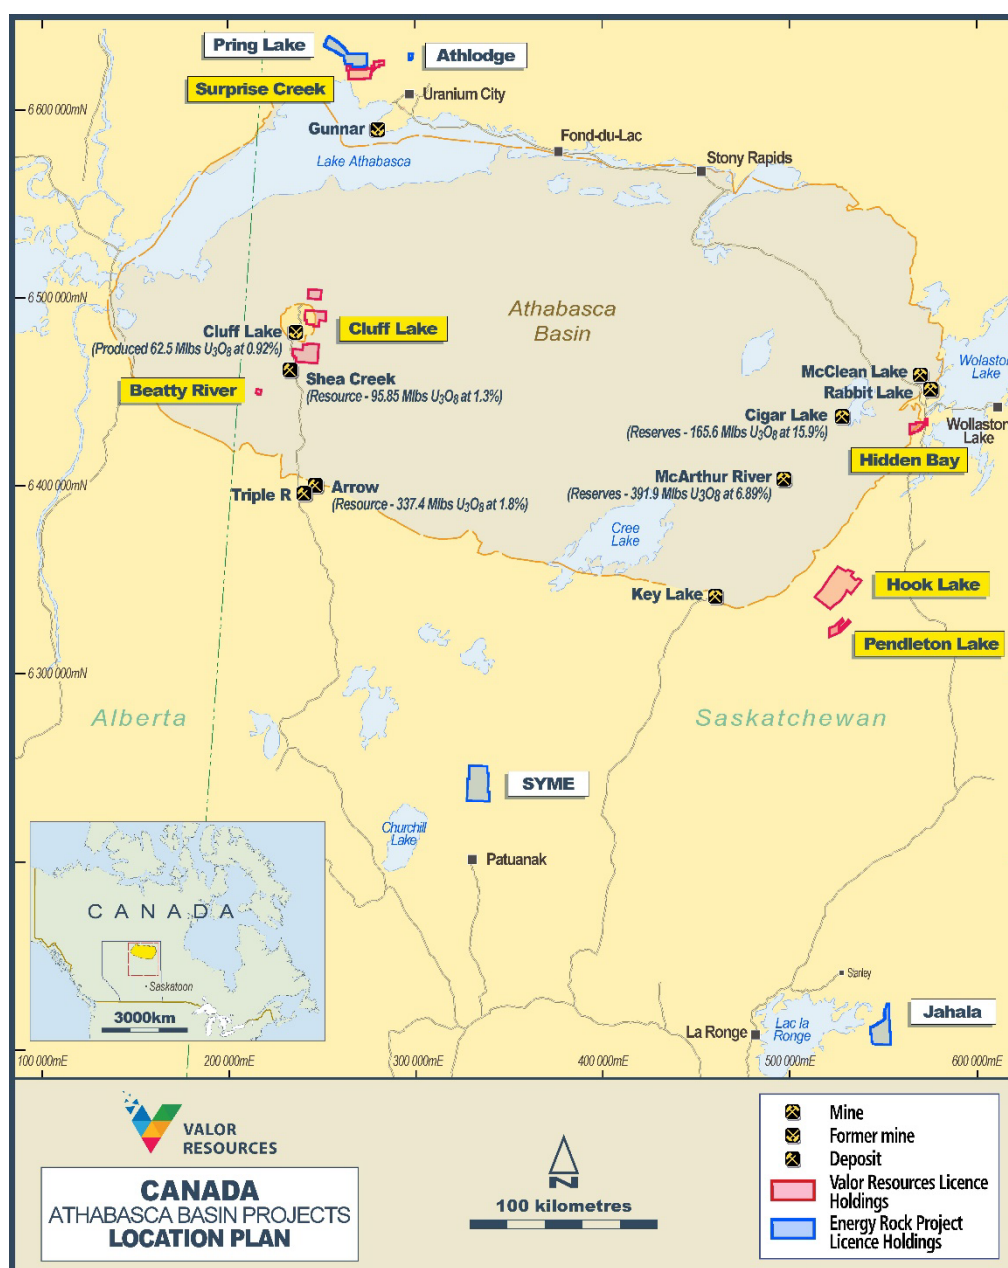 Pring Lake
Athlodge
Surprise Creek
Uranium City
6 600 000mN
Gunnar
Fond-du-Lac
Lake Athabasca
Stony Rapids
6 500 000mN
Athabasca
Basin
Cluff Lake
(Produced 62.5 Mlbs U3O8 at 0.92%)
Cluff Lake
Wolaston
Lake
McClean Lake
Shea Creek
(Resource - 95.85 Mlbs U3O8 at 1.3%)
Beatty River
Rabbit Lake
Cigar Lake
(Reserves - 165.6 Mlbs U3O8 at 15.9%)
Wollaston
Lake
Hidden Bay
McArthur River
(Reserves - 391.9 Mlbs U3O8 at 6.89%)
6 400 000mN
Triple R
Arrow
(Resource - 337.4 Mlbs U3O8 at 1.8%)
Cree
Lake
Key Lake
Hook Lake
Pendleton Lake
6 300 000mN
Alberta
Saskatchewan
SYME
Churchill
Lake
Patuanak
CANADA
Saskatoon
3000km
Stanley
Jahala
La Ronge
Lac la
Ronge
100 000mE
200 000mE
300 000mE
400 000mE
500 000mE
600 000mE
VALOR
RESOURCES
CANADA
ATHABASCA BASIN PROJECTS
LOCATION PLAN
N
100 kilometres
Mine
Former mine
Deposit
Valor Resources Licence
Holdings
Energy Rock Project
Licence Holdings